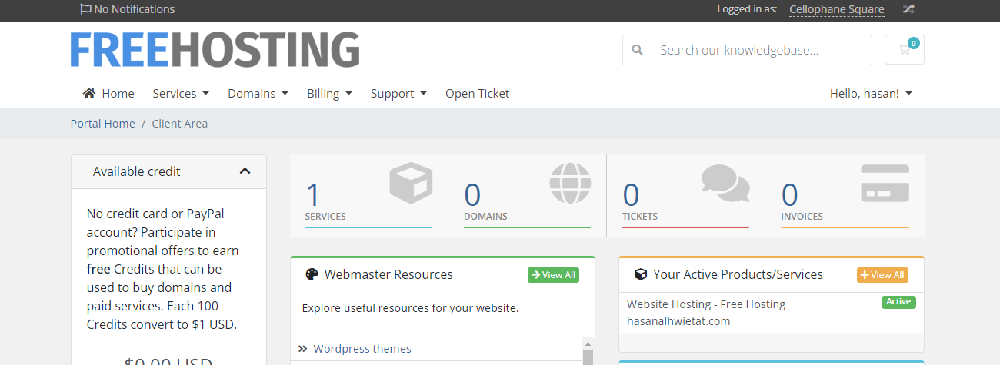 No Notifications
Logged in as: Cellophane Square
FREEHOSTING
Search our knowledgebase...
0
Home Services Domains Billing Support Open Ticket
Hello, hasan!
Portal Home / Client Area
Available credit
No credit card or PayPal
account? Participate in
promotional offers to earn
free Credits that can be
used to buy domains and
paid services. Each 100
Credits convert to $1 USD.
$0.00 USD
1
SERVICES
0
DOMAINS
0
TICKETS
0
INVOICES
Webmaster Resources
View All
Explore useful resources for your website.
Wordpress themes
Your Active Products/Services
View All
Website Hosting - Free Hosting
Active
hasanalhwietat.com